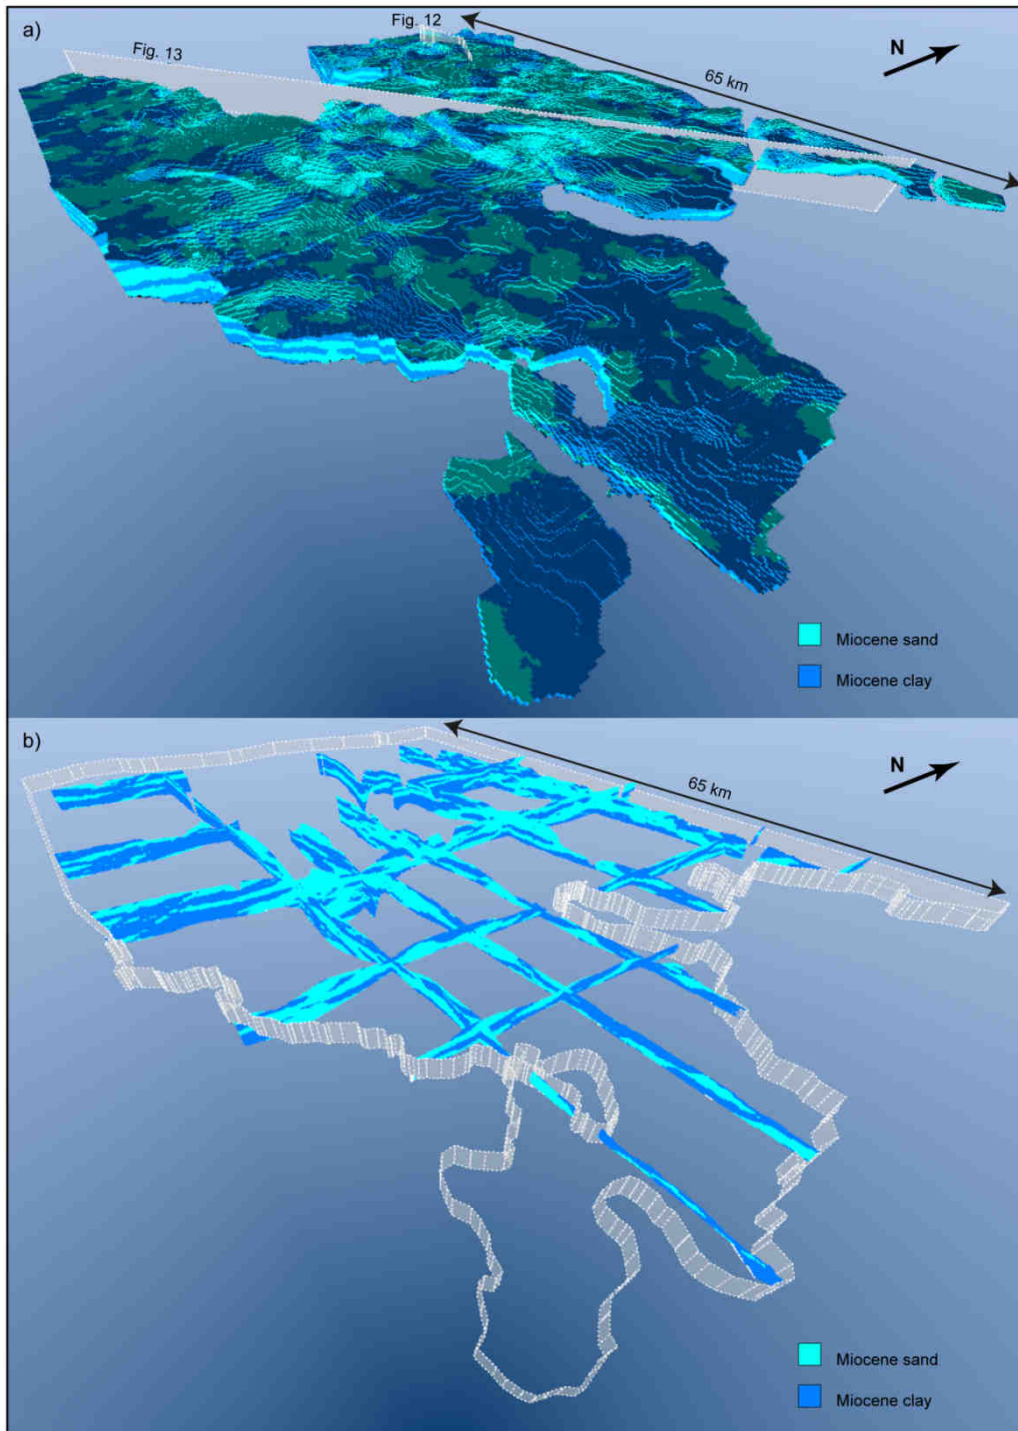 a)
Fig. 12
Fig. 13
N
65 km
Miocene sand
Miocene clay
b)
N
65 km
Miocene sand
Miocene clay